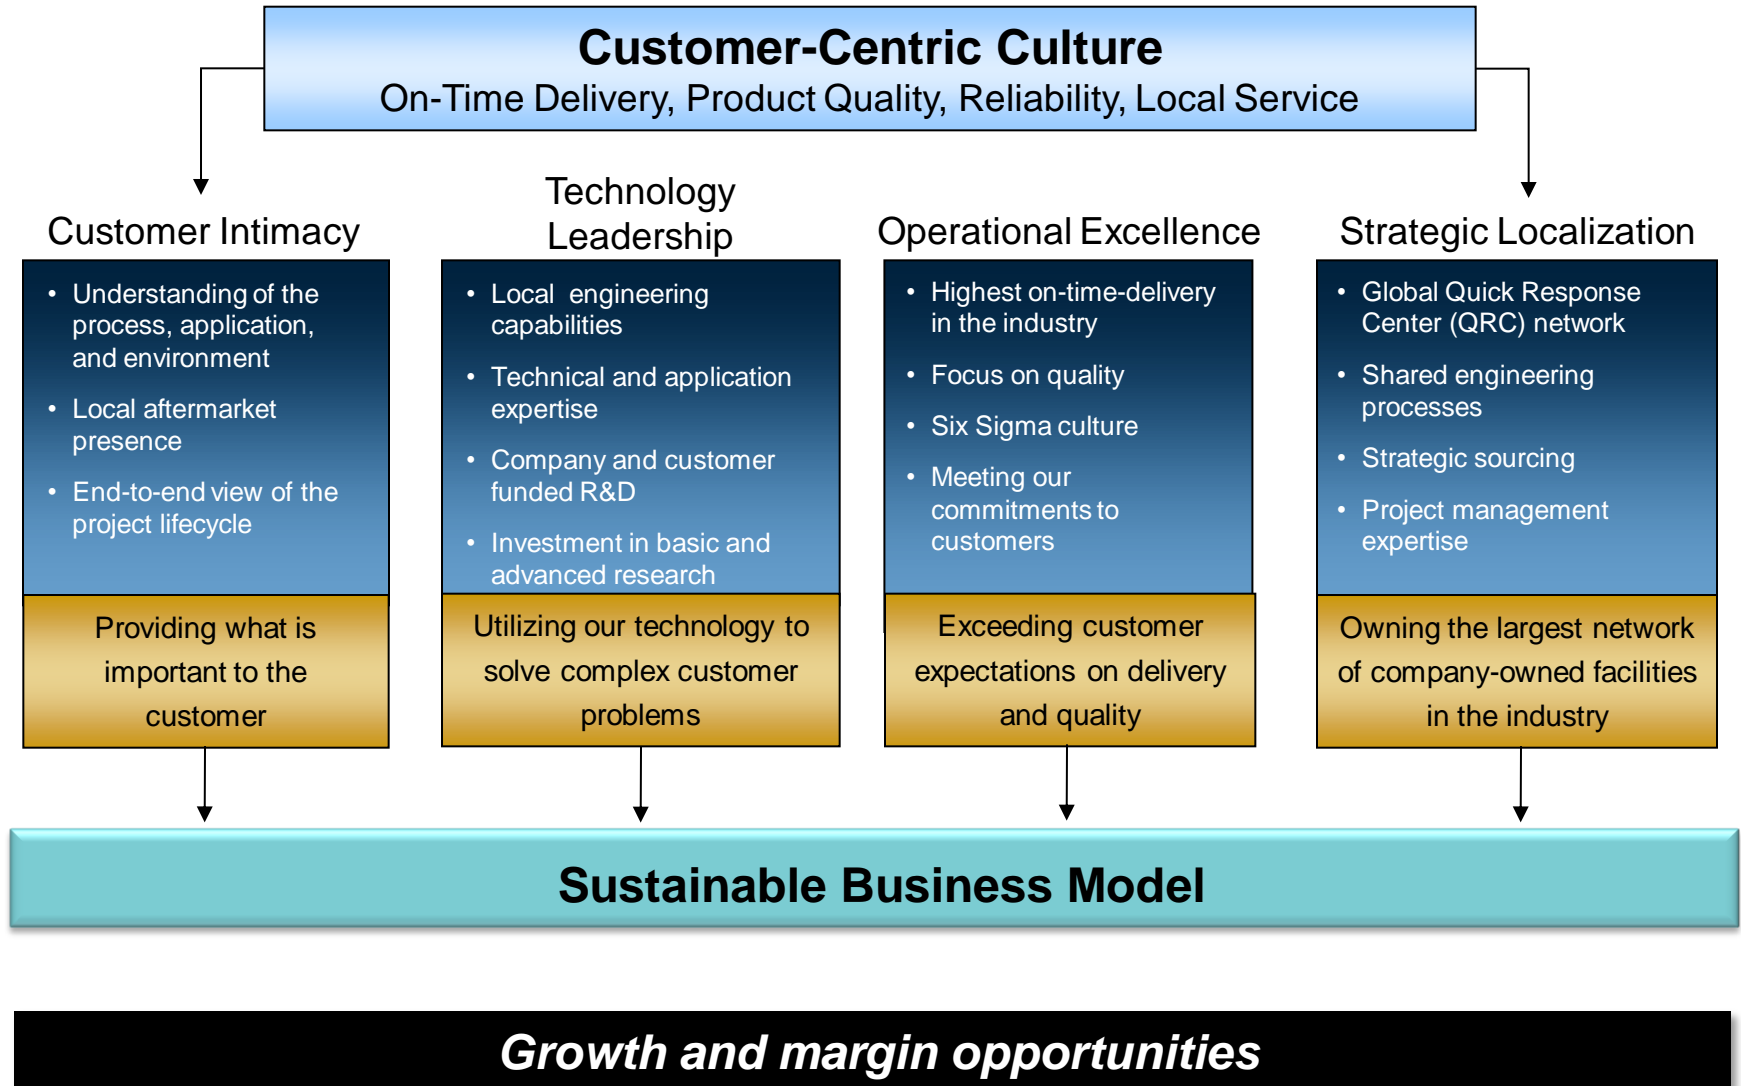 Customer-Centric Culture
On-Time Delivery, Product Quality, Reliability, Local Service
Customer Intimacy
• Understanding of the
process, application,
and environment
• Local aftermarket
presence
• End-to-end view of the
project lifecycle
Providing what is
important to the
customer
Technology
Leadership
• Local engineering
capabilities
• Technical and application
expertise
• Company and customer
funded R&D
• Investment in basic and
advanced research
Utilizing our technology to
solve complex customer
problems
Operational Excellence
• Highest on-time-delivery
in the industry
• Focus on quality
• Six Sigma culture
• Meeting our
commitments to
customers
Exceeding customer
expectations on delivery
and quality
Strategic Localization
• Global Quick Response
Center (QRC) network
• Shared engineering
processes
• Strategic sourcing
• Project management
expertise
Owning the largest network
of company-owned facilities
in the industry
Sustainable Business Model
Growth and margin opportunities